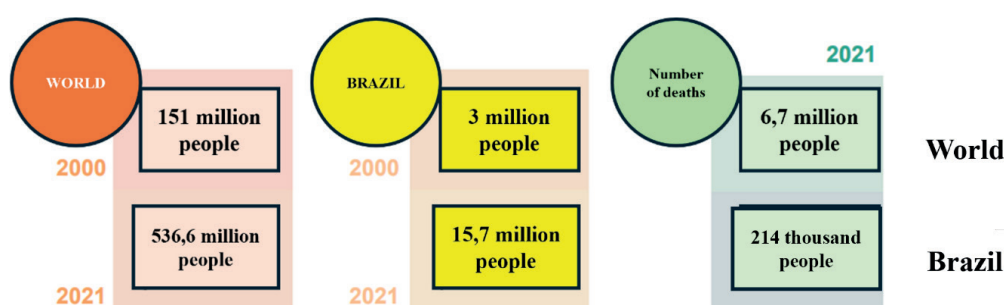 WORLD
151 million
people
2000
536,6 million
people
2021
BRAZIL
3 million
people
2000
15,7 million
people
2021
2021
Number
of deaths
6,7 million
people
World
214 thousand
people
Brazil